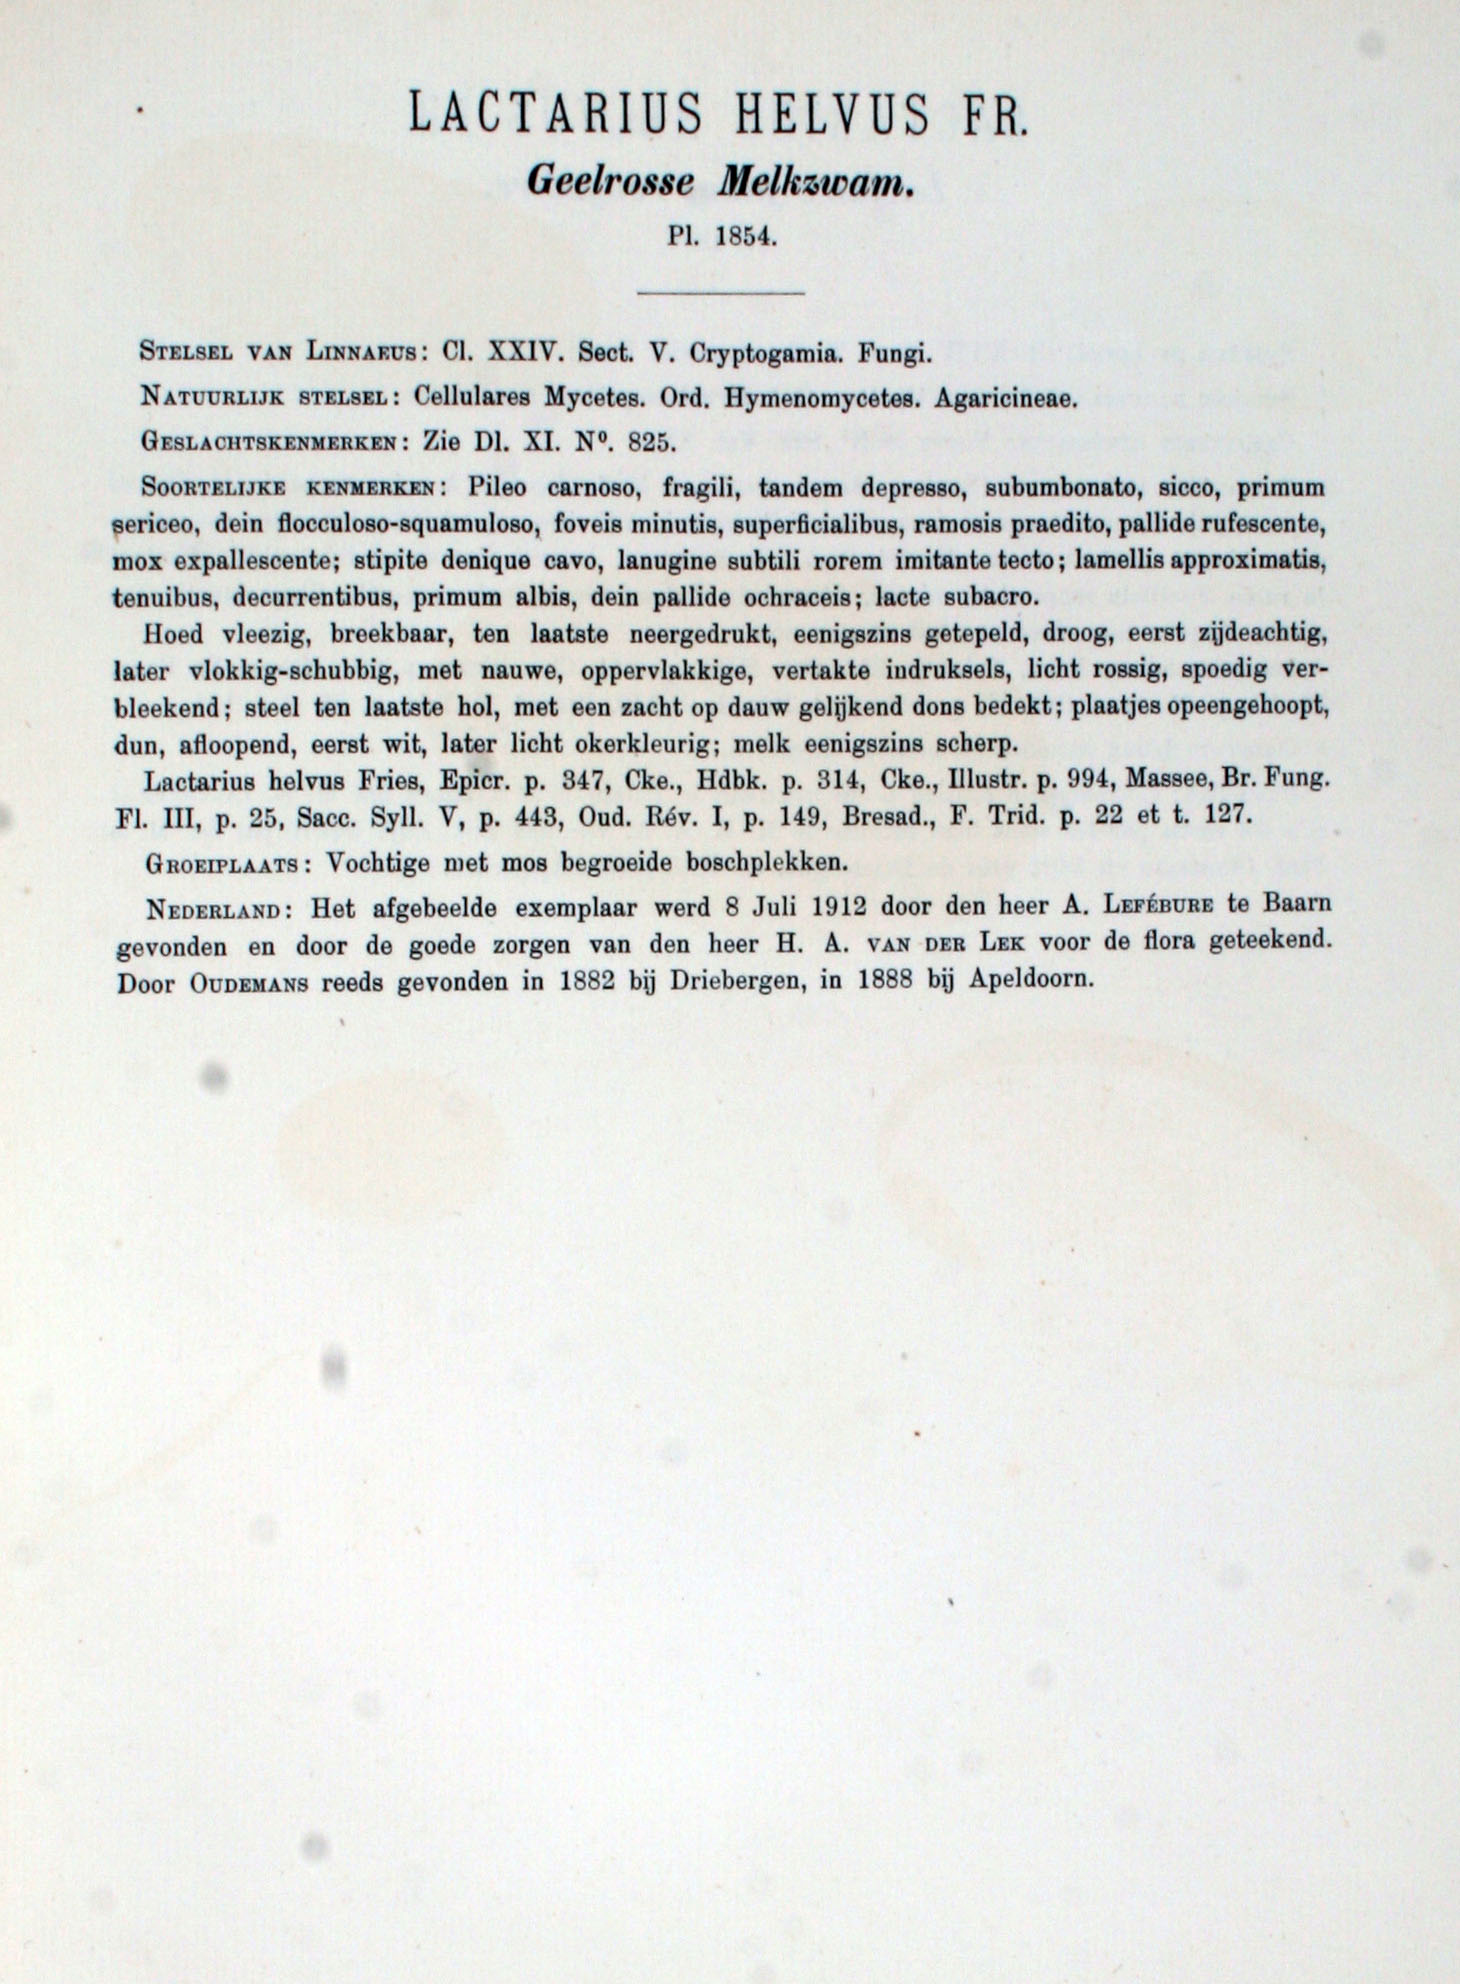 LACTARIUS HELVUS FR.
Geelrosse Melkzwam.
Pl. 1854.
STELSEL VAN LINNAEUS: Cl. XXIV. Sect. V. Cryptogamia. Fungi.
NATUURLIJK STELSEL: Cellulares Mycetes. Ord. Hymenomycetes. Agaricineae.
GESLACHTSKENMERKEN: Zie Dl. XI. Nº. 825.
SOORTELIJKE KENMERKEN: Pileo carnoso, fragili, tandem depresso, subumbonato, sicco, primum
sericeo, dein flocculoso-squamuloso, foveis minutis, superficialibus, ramosis praedito, pallide rufescente,
mox expallescente; stipite denique cavo, lanugine subtili rorem imitante tecto; lamellis approximatis,
tenuibus, decurrentibus, primum albis, dein pallide ochraceis; lacte subacro.
Hoed vleezig, breekbaar, ten laatste neergedrukt, eenigszins getepeld, droog, eerst zijdeachtig,
later vlokkig-schubbig, met nauwe, oppervlakkige, vertakte indruksels, licht rossig, spoedig ver-
bleekend; steel ten laatste hol, met een zacht op dauw gelijkend dons bedekt; plaatjes opeengehoopt,
dun, afloopend, eerst wit, later licht okerkleurig; melk eenigszins scherp.
Lactarius helvus Fries, Epicr. p. 347, Cke., Hdbk. p. 314, Cke., Illustr. p. 994, Massee, Br. Fung.
Fl. III, p. 25, Sacc. Syll. V, p. 443, Oud. Rév. I, p. 149, Bresad., F. Trid. p. 22 et t. 127.
GROEIPLAATS: Vochtige met mos begroeide boschplekken.
NEDERLAND: Het afgebeelde exemplaar werd 8 Juli 1912 door den heer A. LEFÉBURE te Baarn
gevonden en door de goede zorgen van den heer H. A. VAN DER LEK voor de flora geteekend.
Door OUDEMANS reeds gevonden in 1882 bij Driebergen, in 1888 bij Apeldoorn.